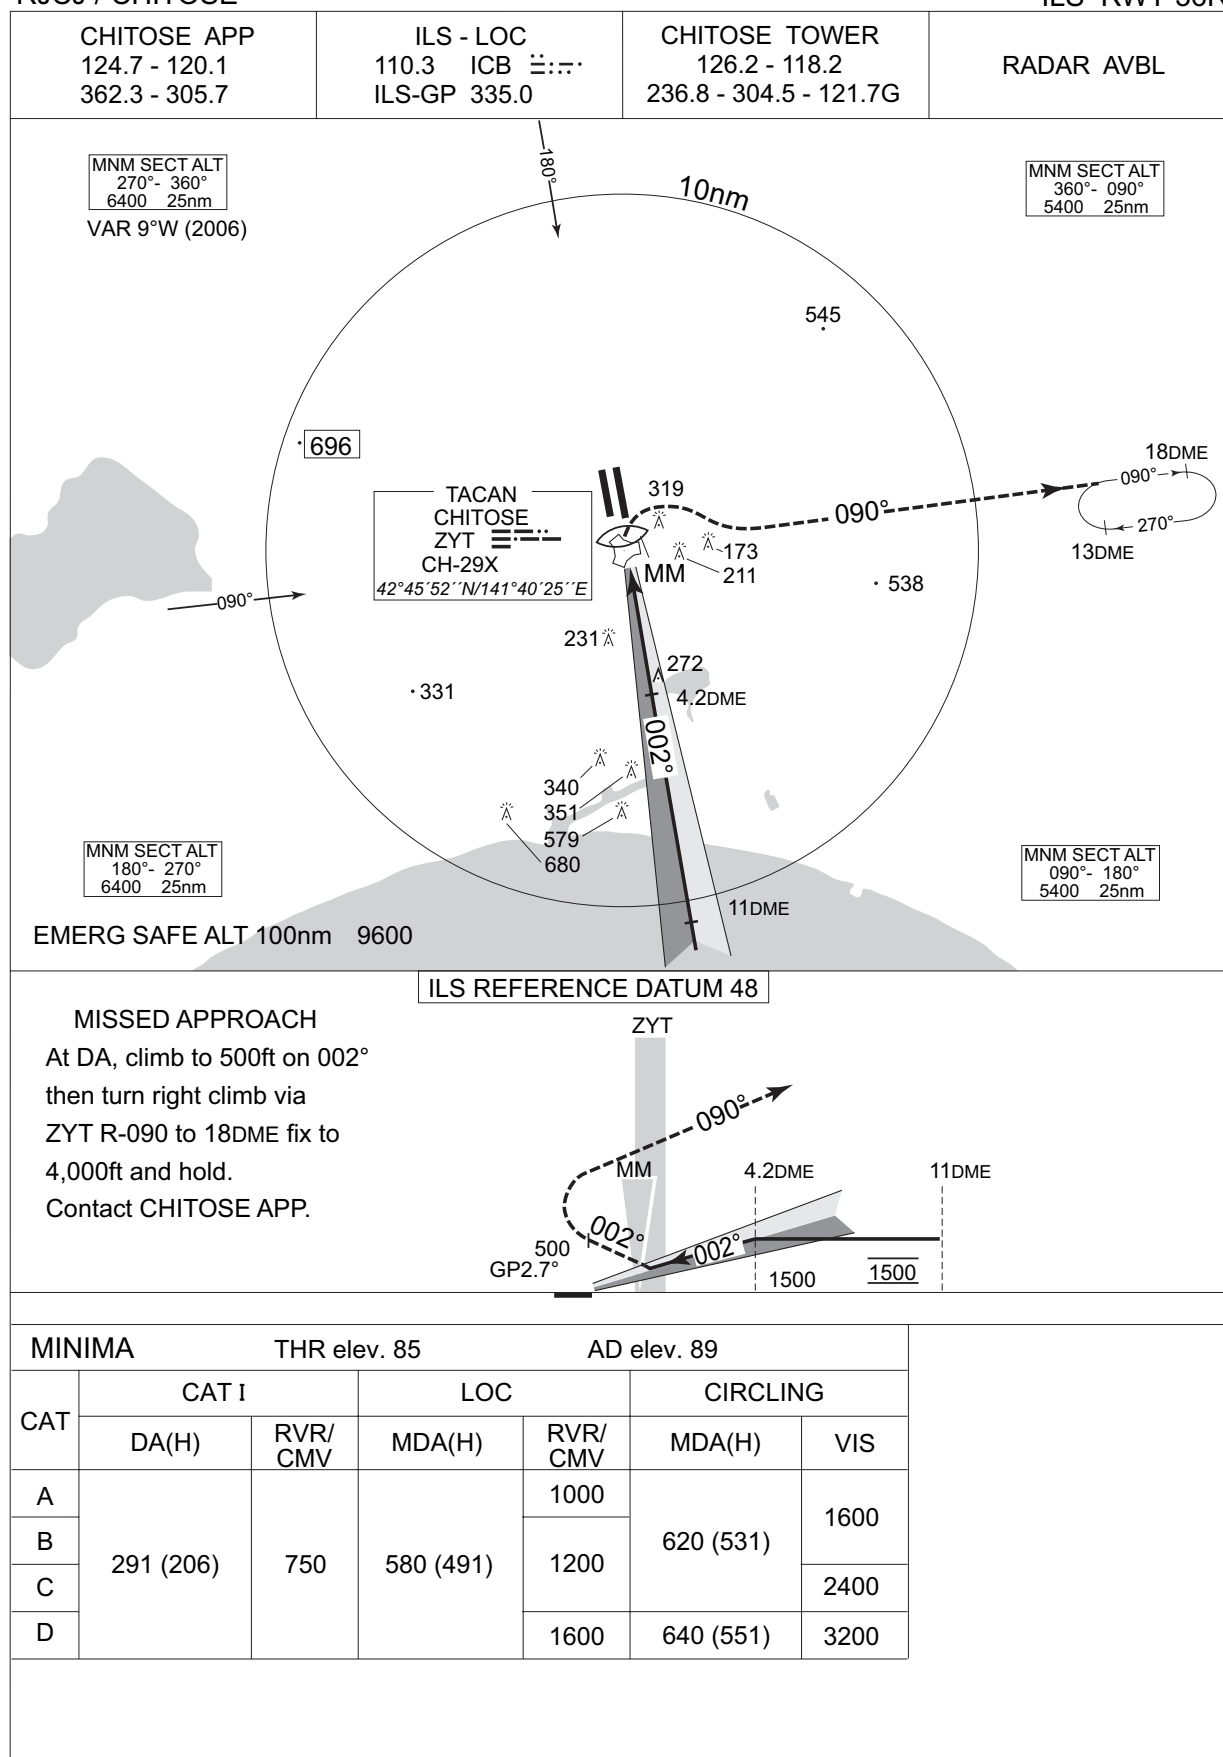 CHITOSE APP
124.7 - 120.1
362.3 - 305.7
ILS - LOC
110.3 ICB
ILS-GP 335.0
CHITOSE TOWER
126.2 - 118.2
236.8 - 304.5 - 121.7G
RADAR AVBL
MNM SECT ALT
270°- 360°
6400 25nm
VAR 9°W (2006)
180°
10nm
MNM SECT ALT
360°- 090°
5400 25nm
545
696
18DME
090°
270°
13DME
TACAN
CHITOSE
ZYT
CH-29X
42°45´52´´N/141°40´25´´E
319
090°
173
211
MM
538
090°
231
272
4.2DME
331
002°
340
351
579
680
MNM SECT ALT
180°- 270°
6400 25nm
MNM SECT ALT
090°- 180°
5400 25nm
11DME
EMERG SAFE ALT 100nm 9600
ILS REFERENCE DATUM 48
MISSED APPROACH
At DA, climb to 500ft on 002°
then turn right climb via
ZYT R-090 to 18DME fix to
4,000ft and hold.
Contact CHITOSE APP.
ZYT
090°
MM
4.2DME
11DME
002°
500
GP2.7°
002°
1500
1500
MINIMA THR elev. 85 AD elev. 89
CAT
CAT I
LOC
CIRCLING
DA(H)
RVR/
CMV
MDA(H)
RVR/
CMV
MDA(H)
VIS
A
B
C
D
291 (206)
750
580 (491)
1000
1200
1600
620 (531)
640 (551)
1600
2400
3200